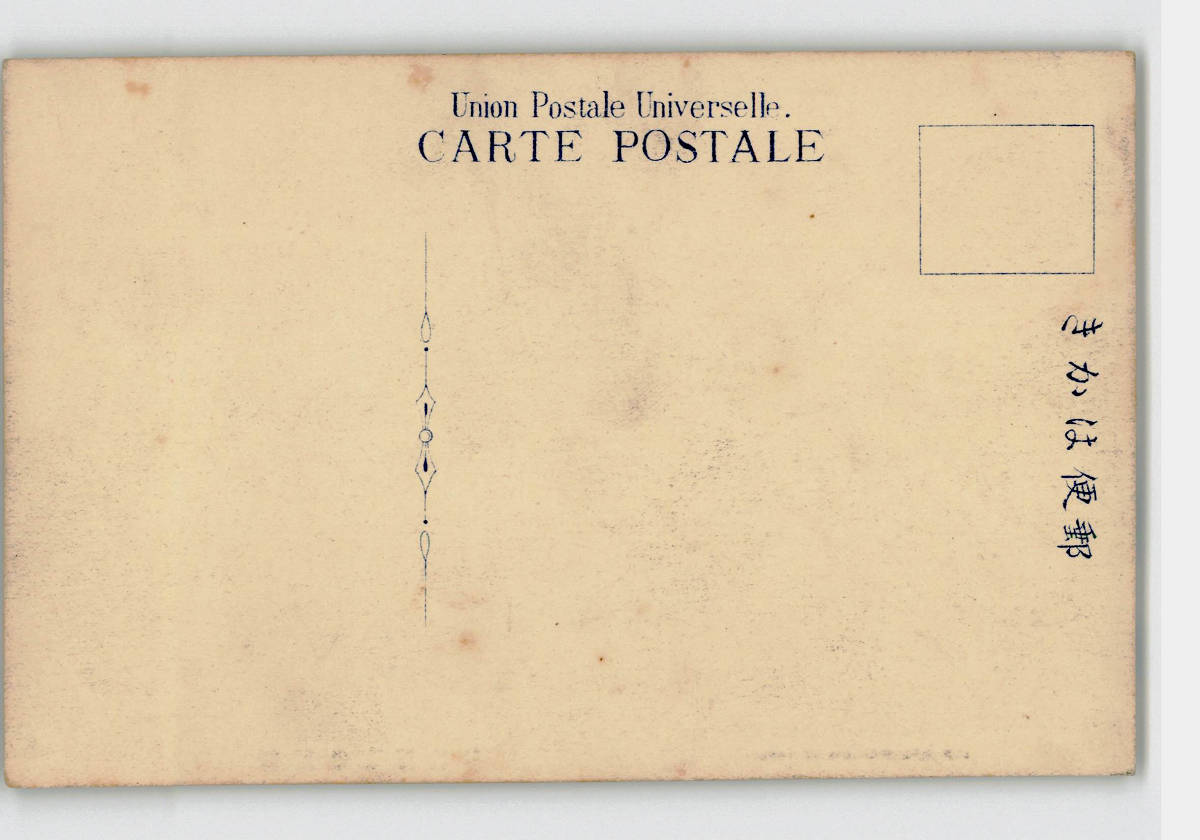 Union Postale Universelle.
CARTE POSTALE
きかは便郵